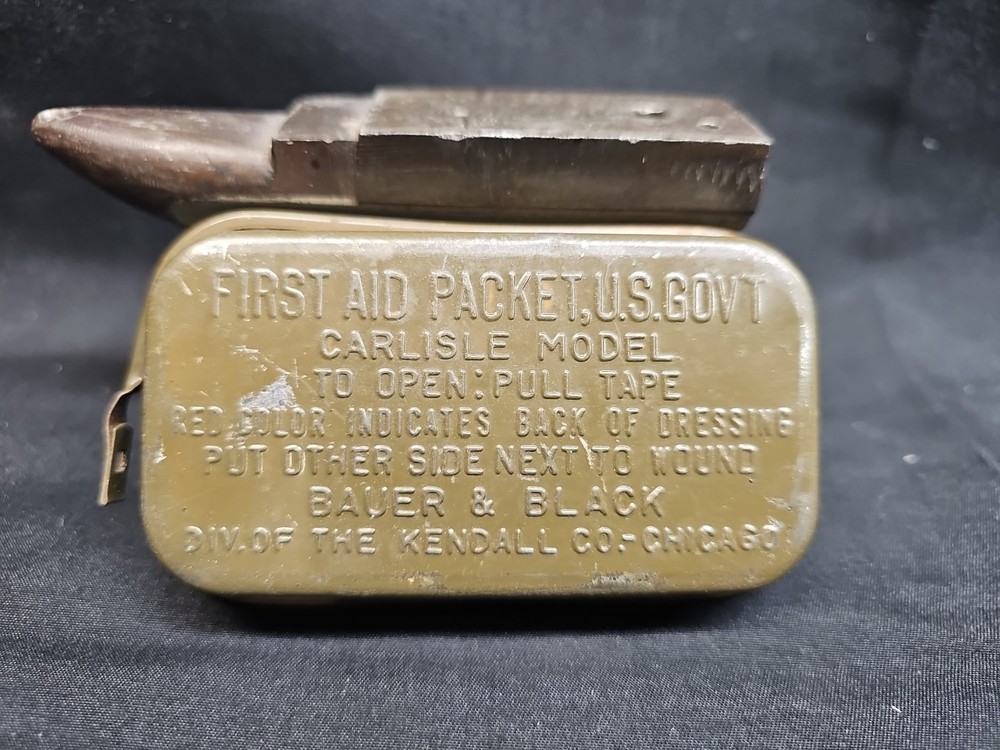 FIRST AID PACKET, U.S. GOVT
CARLISLE MODEL
TO OPEN: PULL TAPE
RED COLOR INDICATES BACK OF DRESSING
PUT OTHER SIDE NEXT TO WOUND
BAUER & BLACK
DIV. OF THE KENDALL CO.-CHICAGO